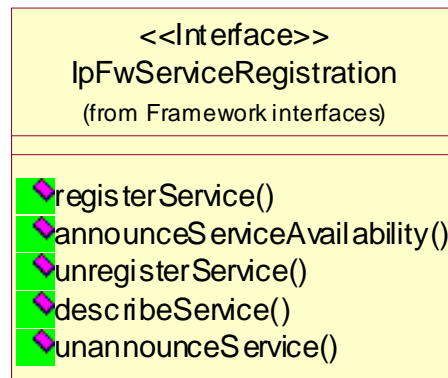 <<Interface>>
IpFwServiceRegistration
(from Framework interfaces)
registerService()
announceServiceAvailability()
unregisterService()
describeService()
unannounceService()